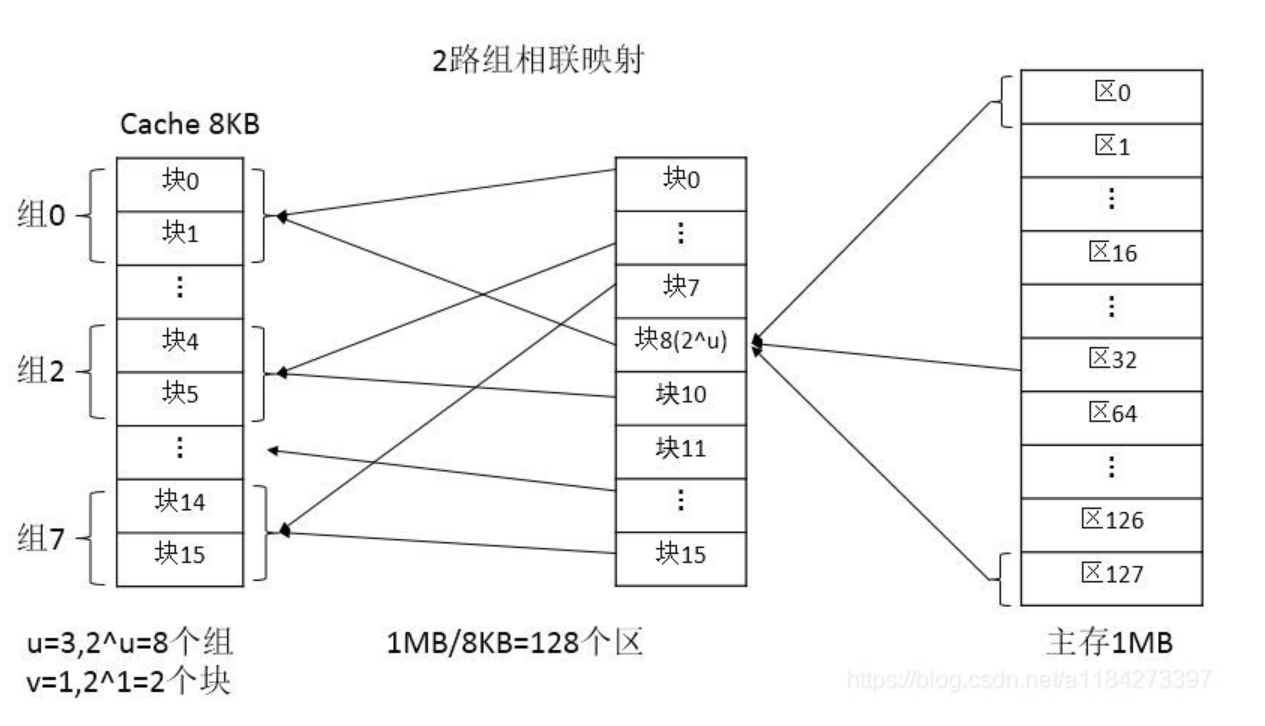 2路组相联映射
Cache 8KB
组0
块0
块1
⋮
组2
块4
块5
⋮
组7
块14
块15
块0
⋮
块7
块8(2^u)
块10
块11
⋮
块15
区0
区1
⋮
区16
⋮
区32
区64
⋮
区126
区127
u=3,2^u=8个组
v=1,2^1=2个块
1MB/8KB=128个区
主存1MB
https://blog.csdn.net/a1184273397